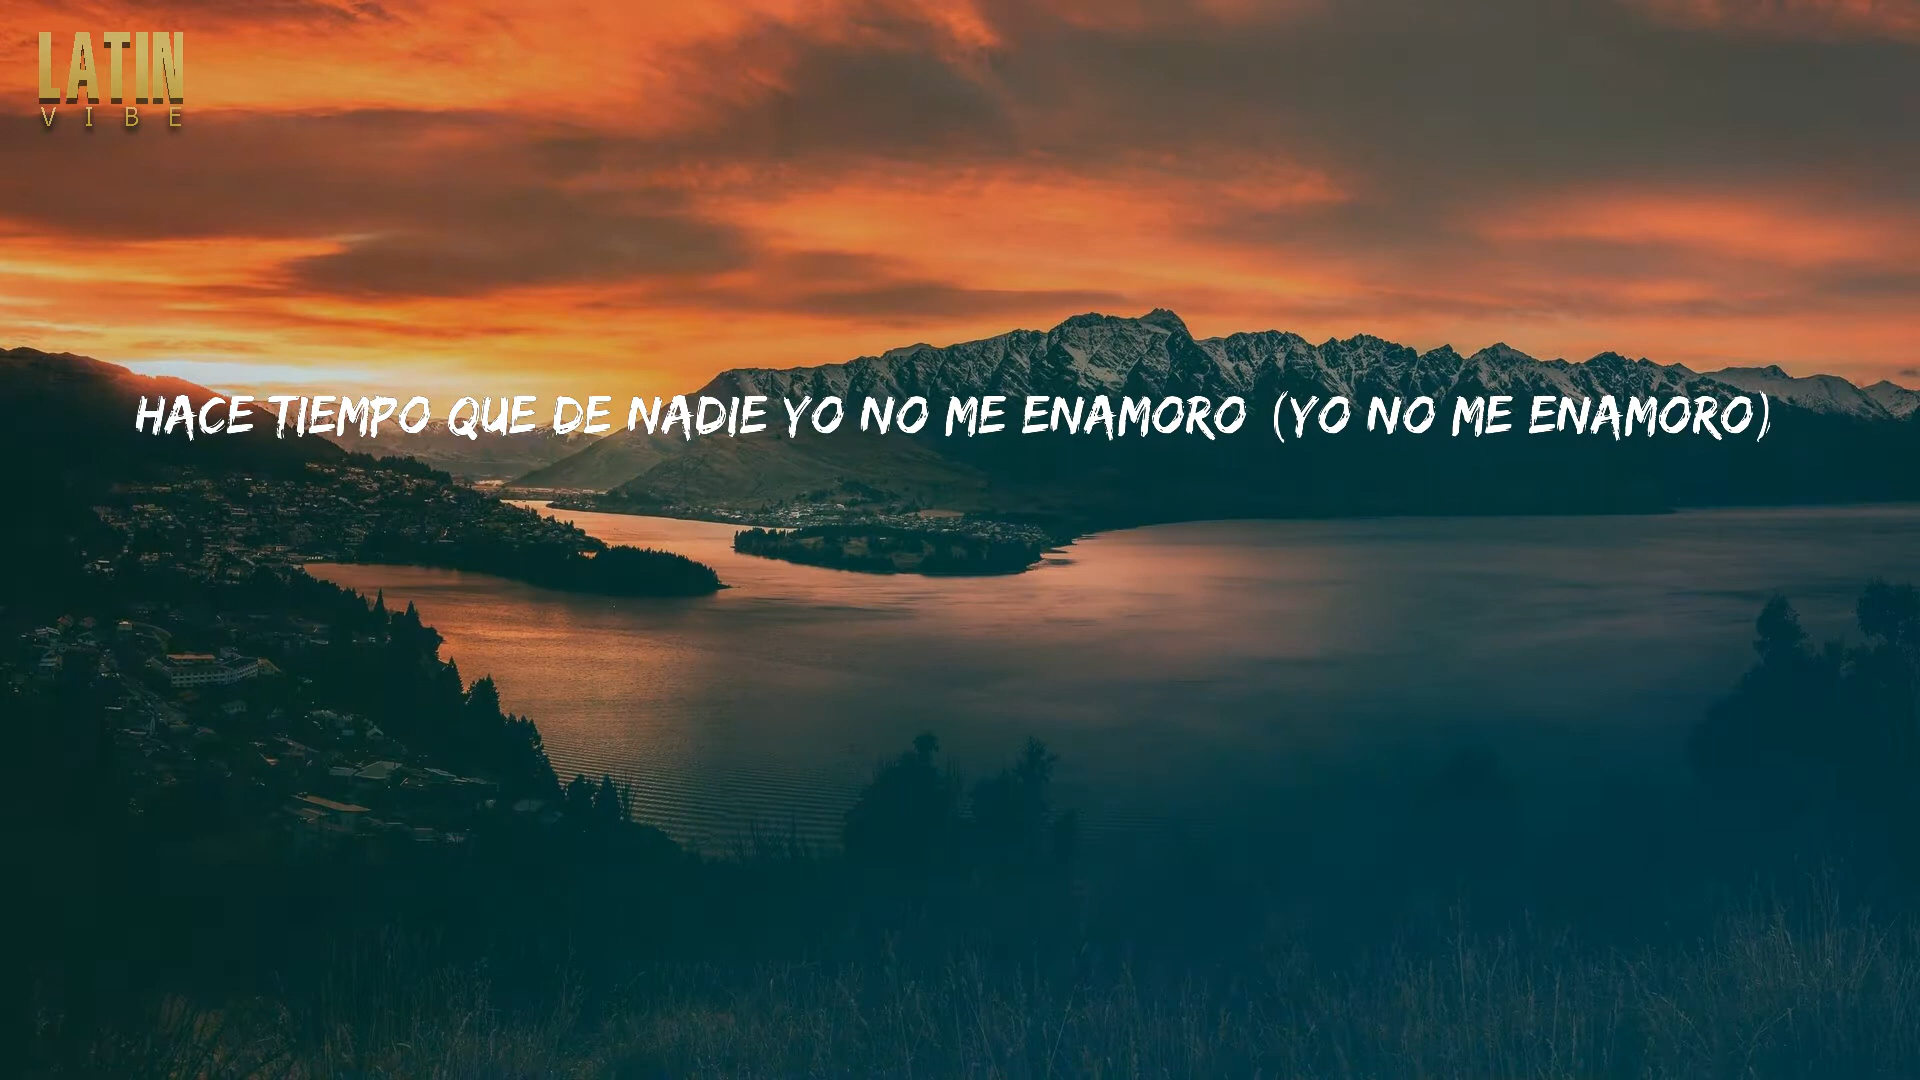 LATIN
VIBE
HACE TIEMPO QUE DE NADIE YO NO ME ENAMORO (YO NO ME ENAMORO)